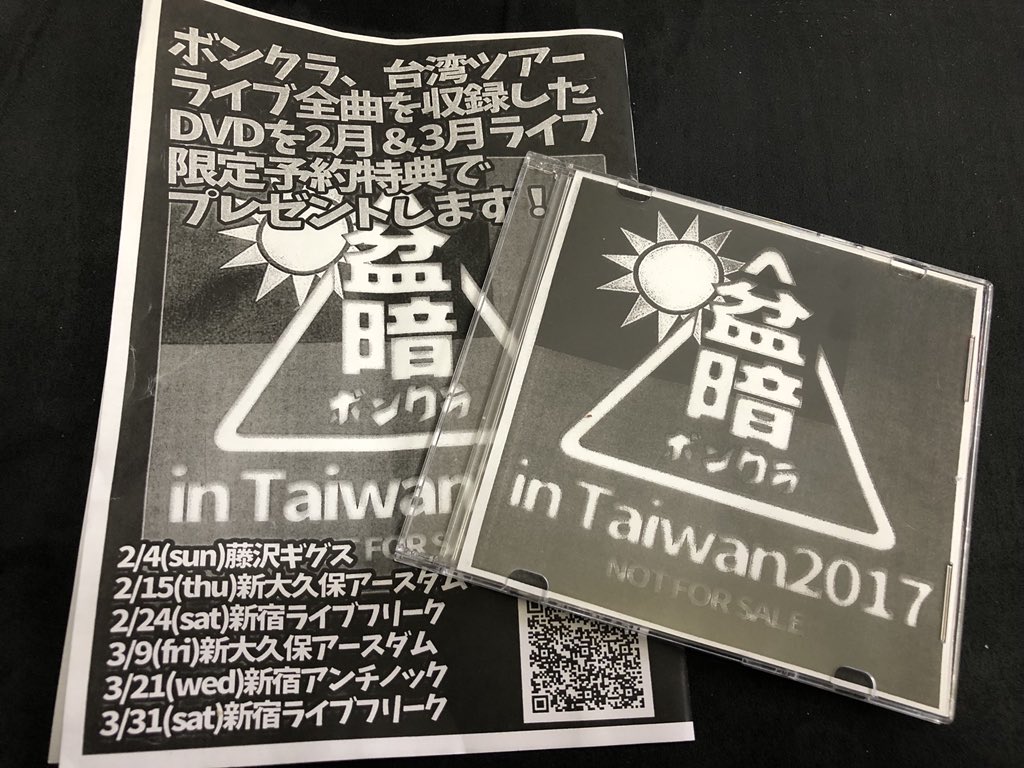 ボンクラ、台湾ツアー
ライブ全曲を収録した
DVDを2月&3月ライブ
限定予約特典で
プレゼントします!
盆
暗
ボンクラ
in Taiwan
FOR S
2/4(sun)藤沢ギグス
2/15(thu)新大久保アースダム
2/24(sat)新宿ライブフリーク
3/9(fri)新大久保アースダム
3/21(wed)新宿アンチノック
3/31(sat)新宿ライブフリーク
盆
暗
ボンクラ
in Taiwan2017
NOT FOR SALE